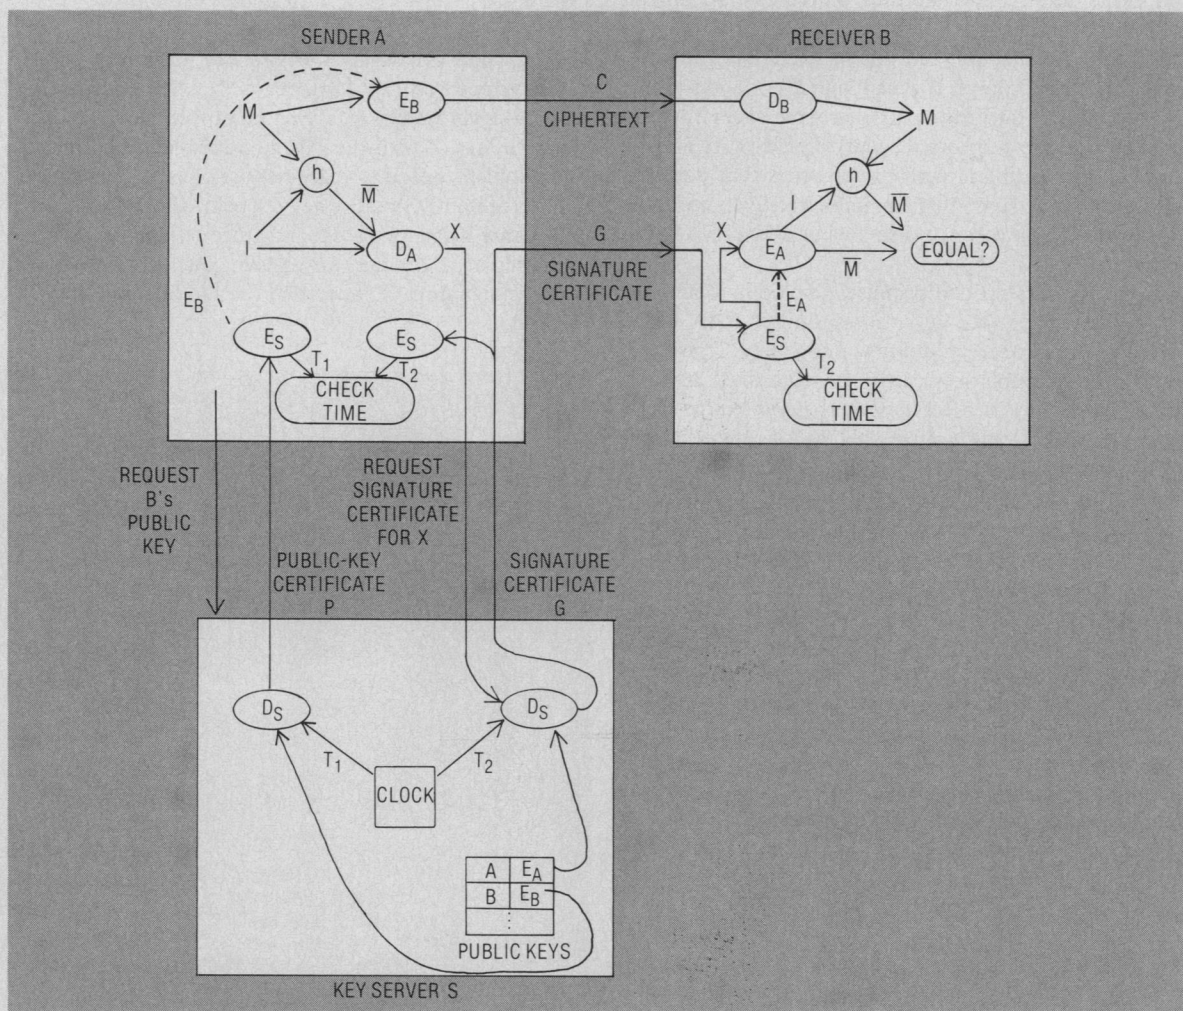 SENDER A
RECEIVER B
M
E_B
C
CIPHERTEXT
D_B
M
h
M̅
h
I
M̅
I
D_A
X
G
SIGNATURE
CERTIFICATE
X
E_A
M̅
EQUAL?
E_B
E_A
E_S
E_S
E_S
T_1
T_2
T_2
CHECK
TIME
CHECK
TIME
REQUEST
B's
PUBLIC
KEY
REQUEST
SIGNATURE
CERTIFICATE
FOR X
PUBLIC-KEY
CERTIFICATE
P
SIGNATURE
CERTIFICATE
G
D_S
D_S
T_1
T_2
CLOCK
A E_A
B E_B
⋮
PUBLIC KEYS
KEY SERVER S